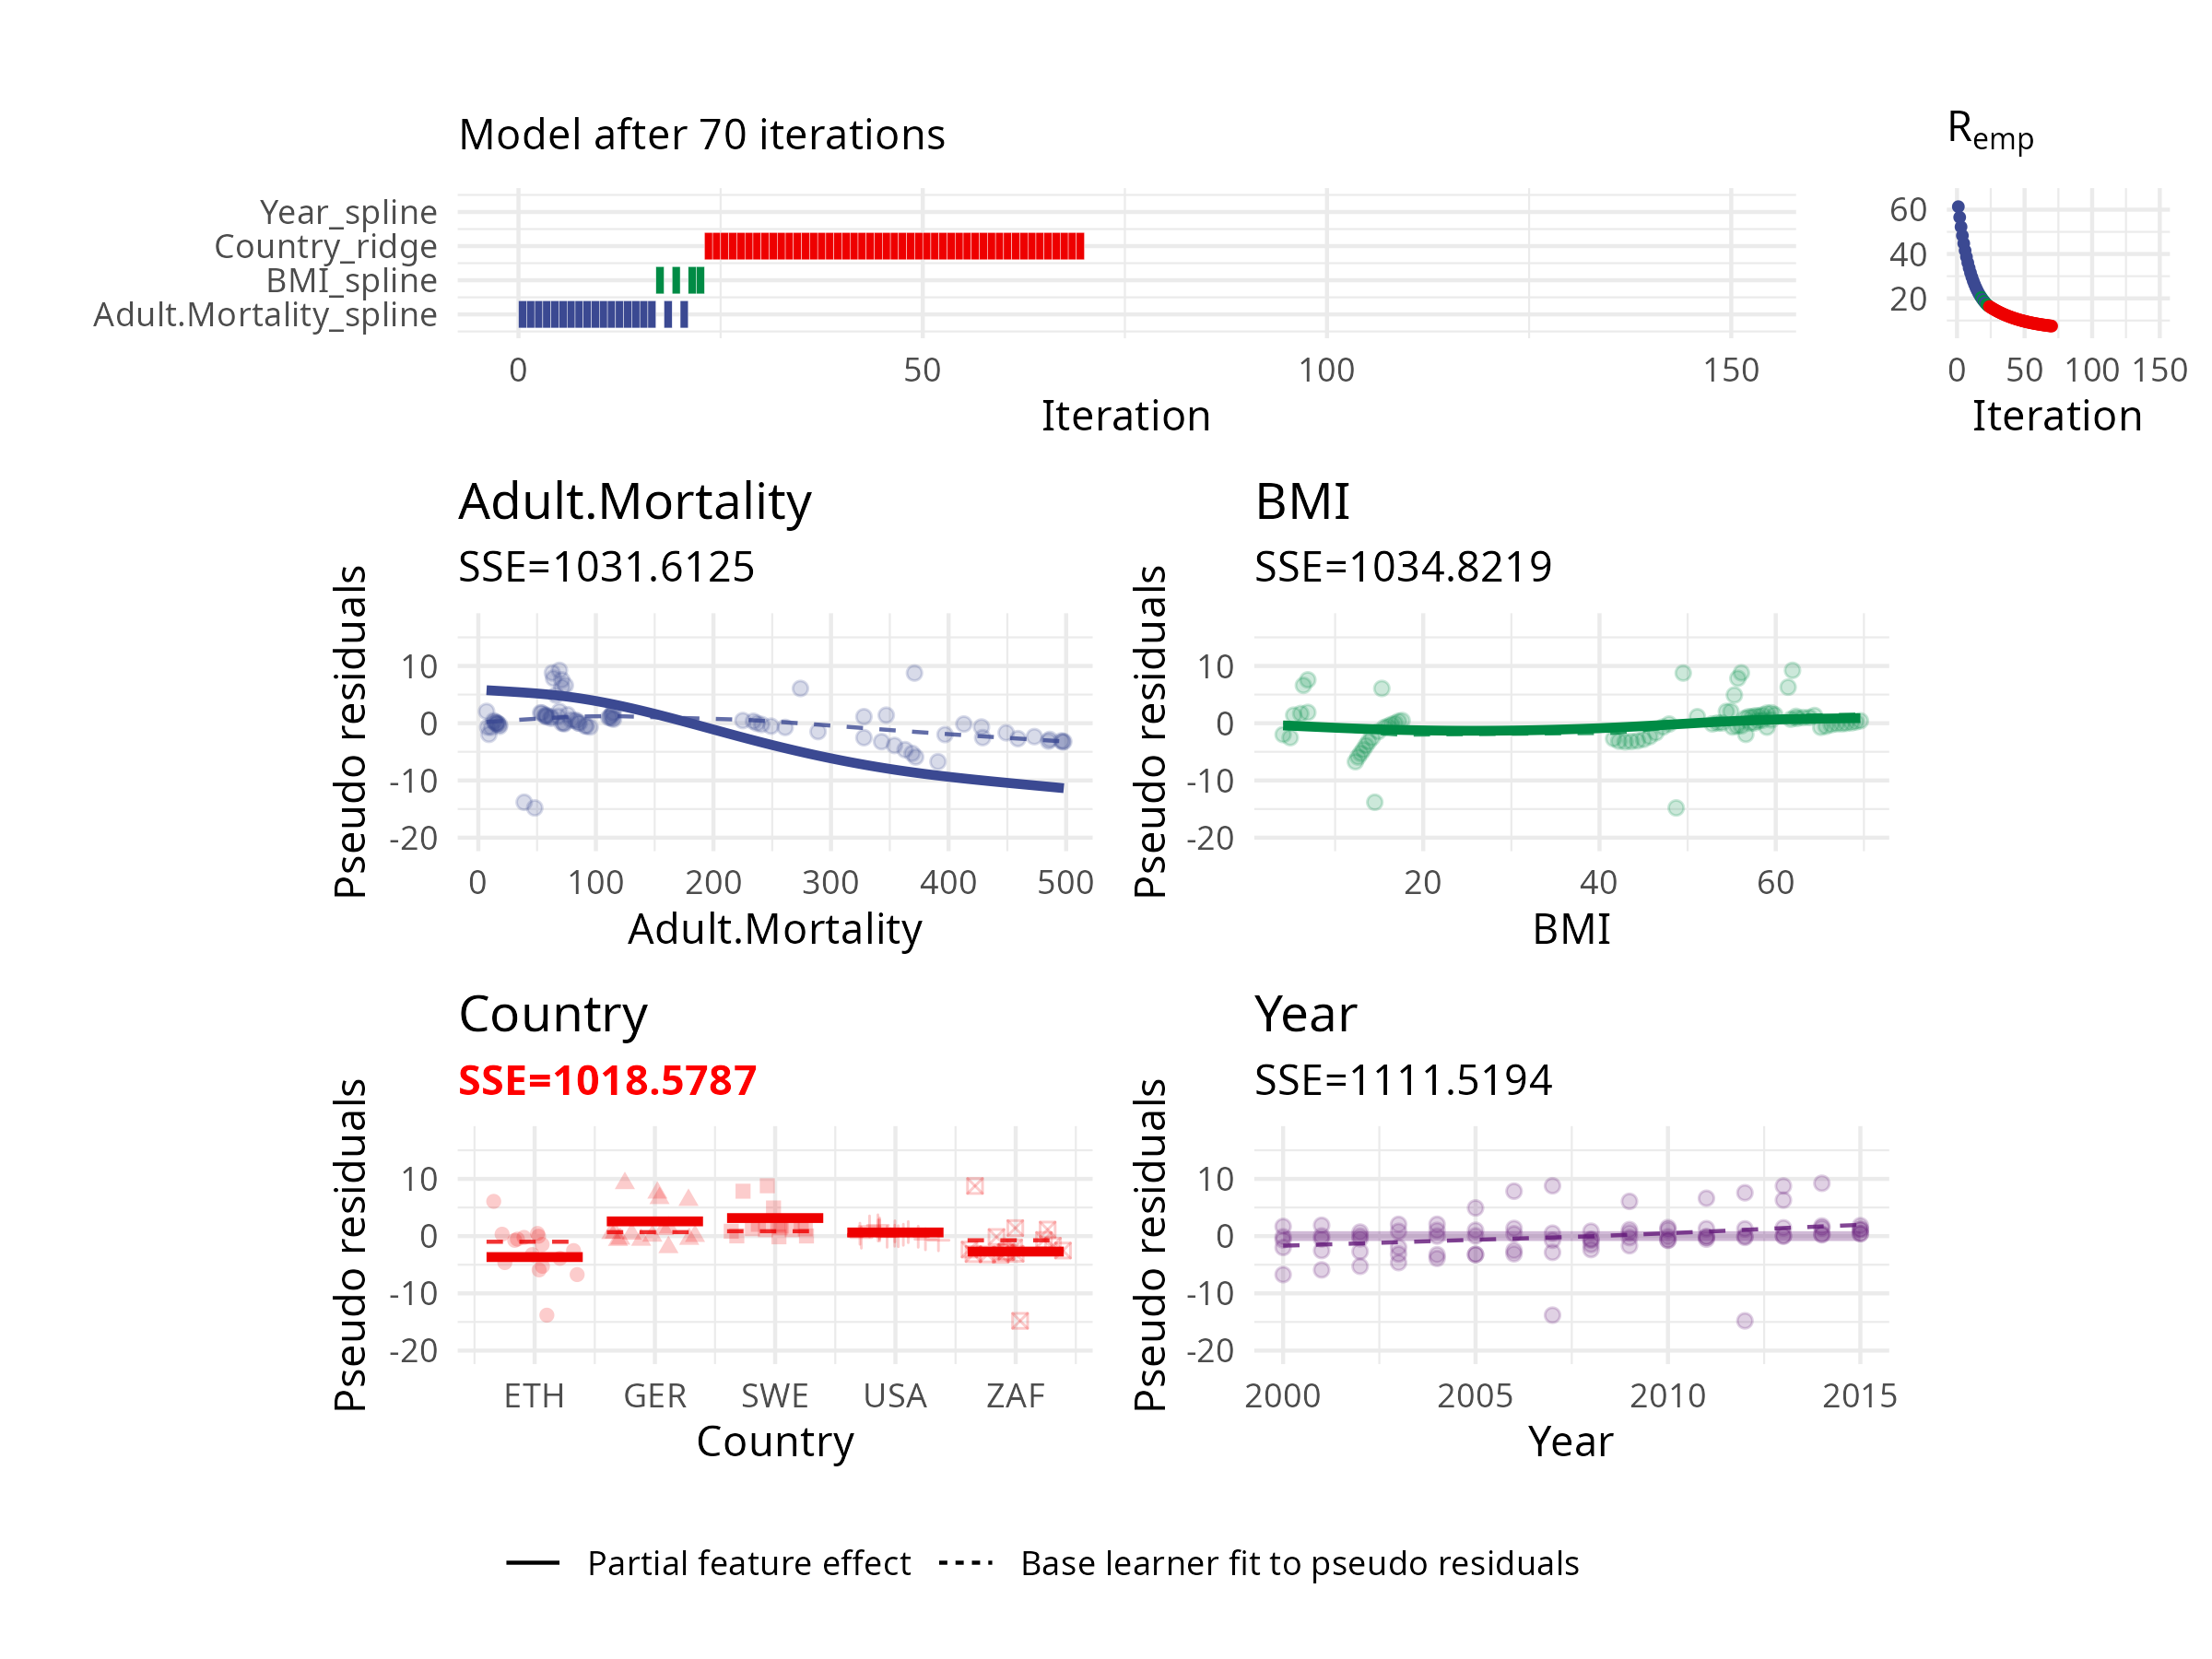 Model after 70 iterations
Year_spline
Country_ridge
BMI_spline
Adult.Mortality_spline
0 50 100 150
Iteration
Remp
60
40
20
0 50 100 150
Iteration
Adult.Mortality
SSE=1031.6125
Pseudo residuals
10
0
-10
-20
0 100 200 300 400 500
Adult.Mortality
BMI
SSE=1034.8219
Pseudo residuals
10
0
-10
-20
20 40 60
BMI
Country
SSE=1018.5787
Pseudo residuals
10
0
-10
-20
ETH GER SWE USA ZAF
Country
Year
SSE=1111.5194
Pseudo residuals
10
0
-10
-20
2000 2005 2010 2015
Year
Partial feature effect Base learner fit to pseudo residuals